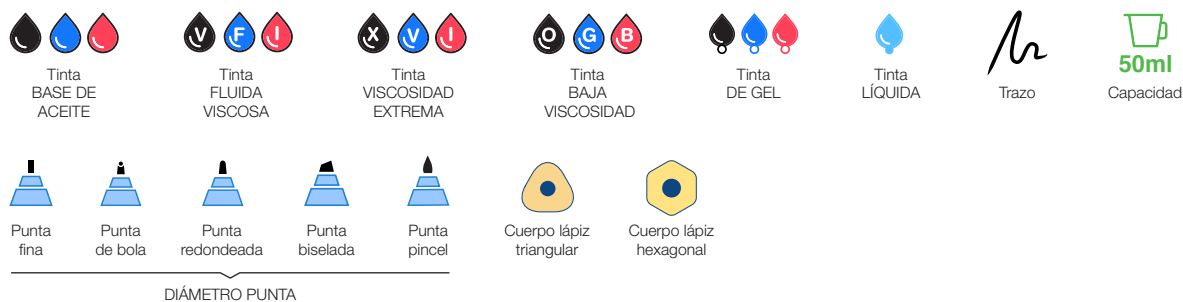 V F I
X V I
O G B
50ml
Tinta
BASE DE
ACEITE
Tinta
FLUIDA
VISCOSA
Tinta
VISCOSIDAD
EXTREMA
Tinta
BAJA
VISCOSIDAD
Tinta
DE GEL
Tinta
LÍQUIDA
Trazo
Capacidad
Punta
fina
Punta
de bola
Punta
redondeada
Punta
biselada
Punta
pincel
Cuerpo lápiz
triangular
Cuerpo lápiz
hexagonal
DIÁMETRO PUNTA